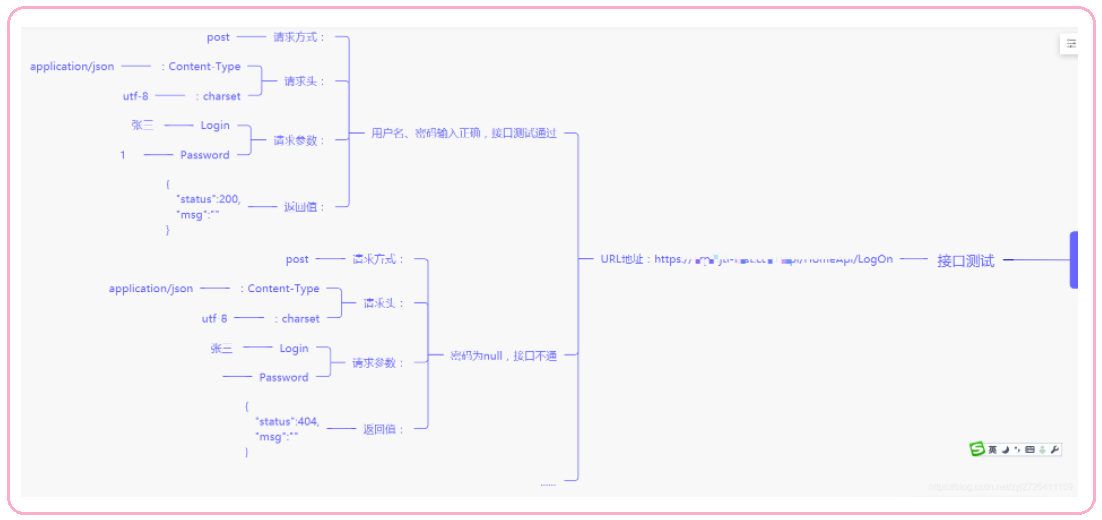 post
请求方式：
application/json
：Content-Type
请求头：
utf-8
：charset
张三
Login
请求参数：
1
Password
用户名、密码输入正确，接口测试通过
{
"status":200,
"msg":""
}
返回值：
URL地址：https://
/LogOn
接口测试
post
请求方式：
application/json
：Content-Type
请求头：
utf-8
：charset
张三
Login
请求参数：
Password
密码为null，接口不通
{
"status":404,
"msg":""
}
返回值：
......
英